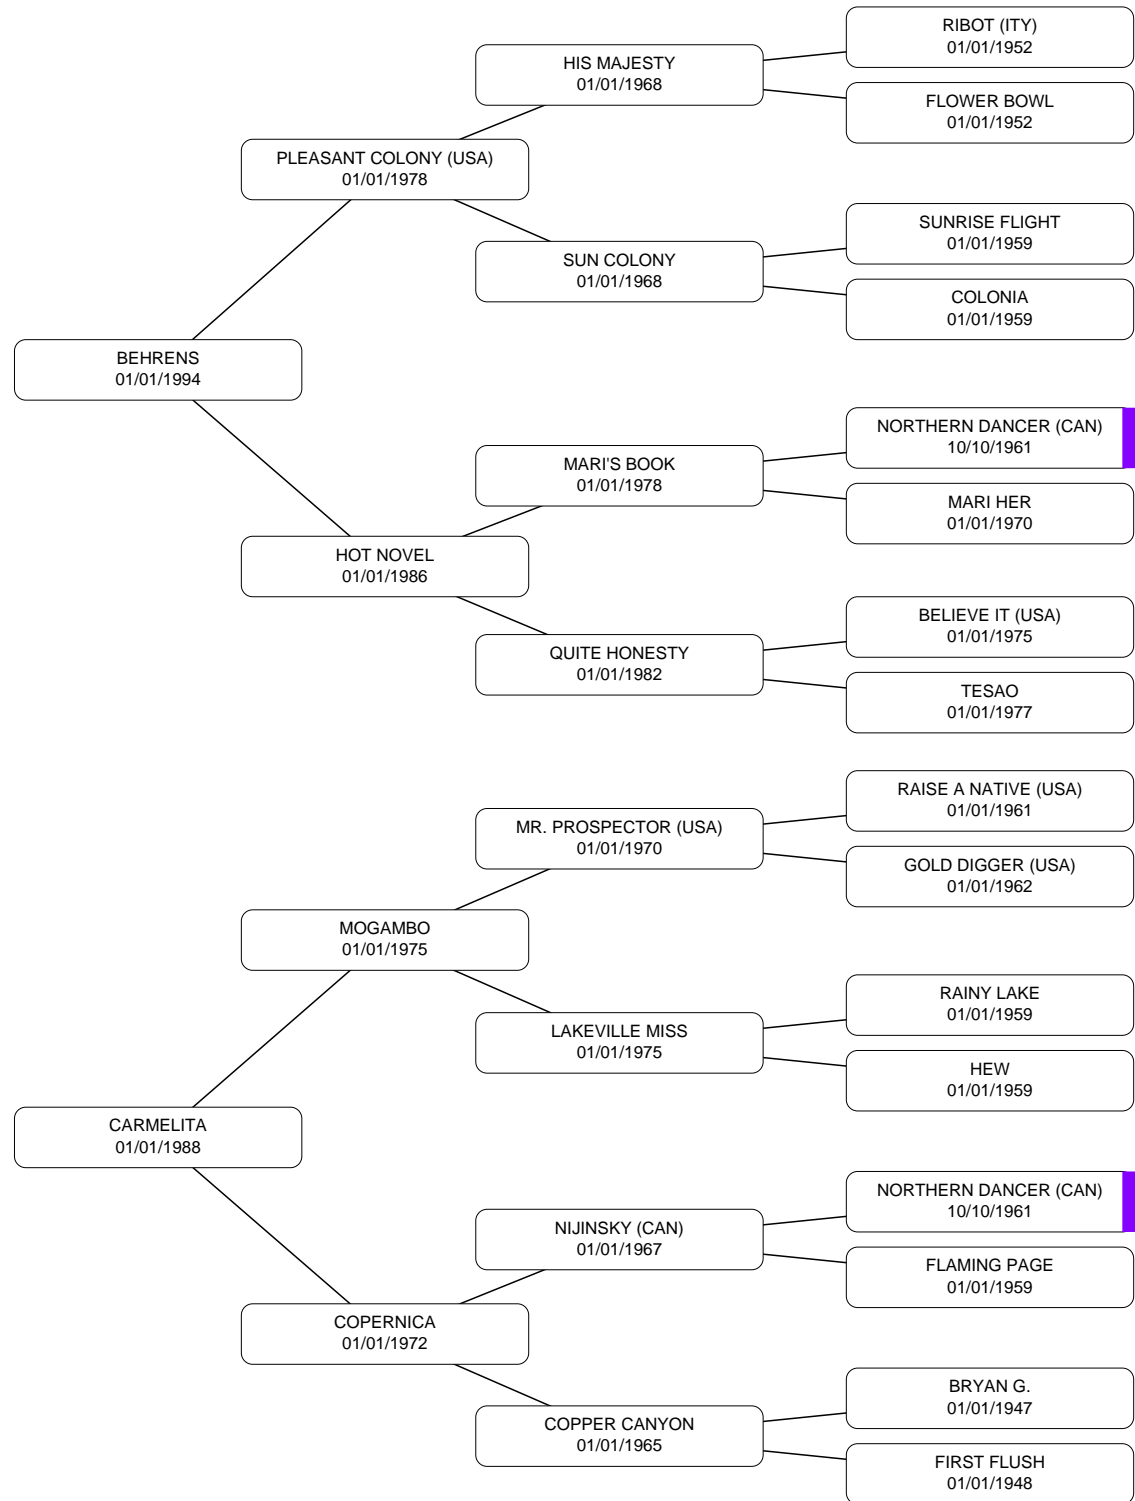 RIBOT (ITY)
01/01/1952
HIS MAJESTY
01/01/1968
FLOWER BOWL
01/01/1952
PLEASANT COLONY (USA)
01/01/1978
SUNRISE FLIGHT
01/01/1959
SUN COLONY
01/01/1968
COLONIA
01/01/1959
BEHRENS
01/01/1994
NORTHERN DANCER (CAN)
10/10/1961
MARI'S BOOK
01/01/1978
MARI HER
01/01/1970
HOT NOVEL
01/01/1986
BELIEVE IT (USA)
01/01/1975
QUITE HONESTY
01/01/1982
TESAO
01/01/1977
RAISE A NATIVE (USA)
01/01/1961
MR. PROSPECTOR (USA)
01/01/1970
GOLD DIGGER (USA)
01/01/1962
MOGAMBO
01/01/1975
RAINY LAKE
01/01/1959
LAKEVILLE MISS
01/01/1975
HEW
01/01/1959
CARMELITA
01/01/1988
NORTHERN DANCER (CAN)
10/10/1961
NIJINSKY (CAN)
01/01/1967
FLAMING PAGE
01/01/1959
COPERNICA
01/01/1972
BRYAN G.
01/01/1947
COPPER CANYON
01/01/1965
FIRST FLUSH
01/01/1948